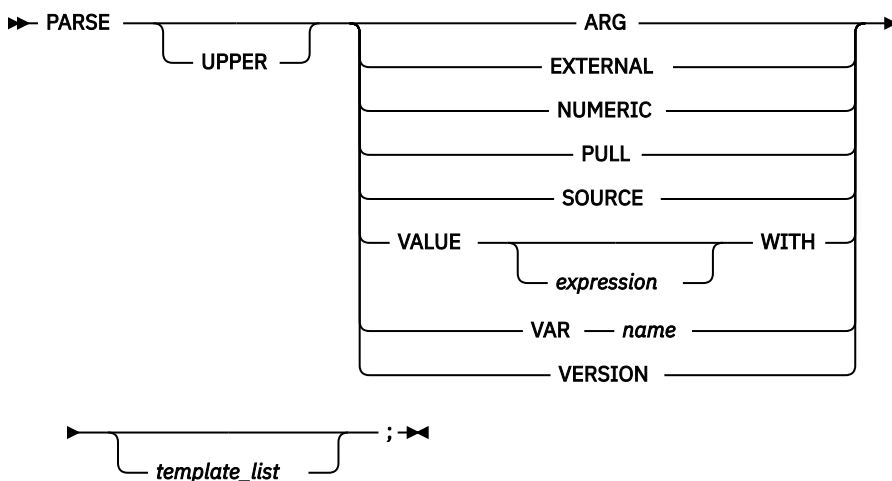 PARSE ARG
UPPER EXTERNAL
NUMERIC
PULL
SOURCE
VALUE WITH
expression
VAR name
VERSION
;
template_list